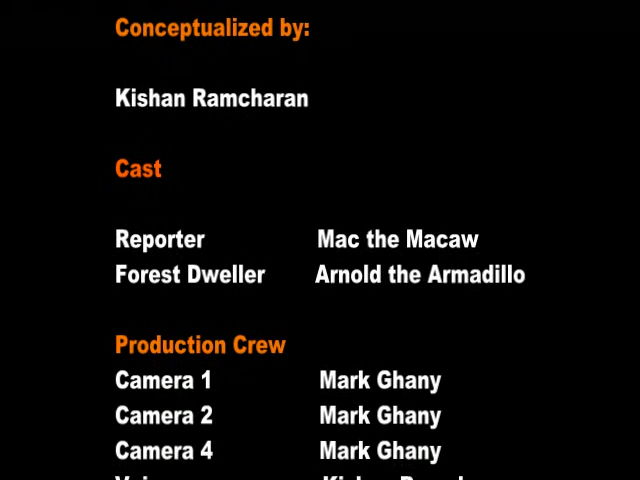 Conceptualized by:
Kishan Ramcharan
Cast
Reporter Mac the Macaw
Forest Dweller Arnold the Armadillo
Production Crew
Camera 1 Mark Ghany
Camera 2 Mark Ghany
Camera 4 Mark Ghany